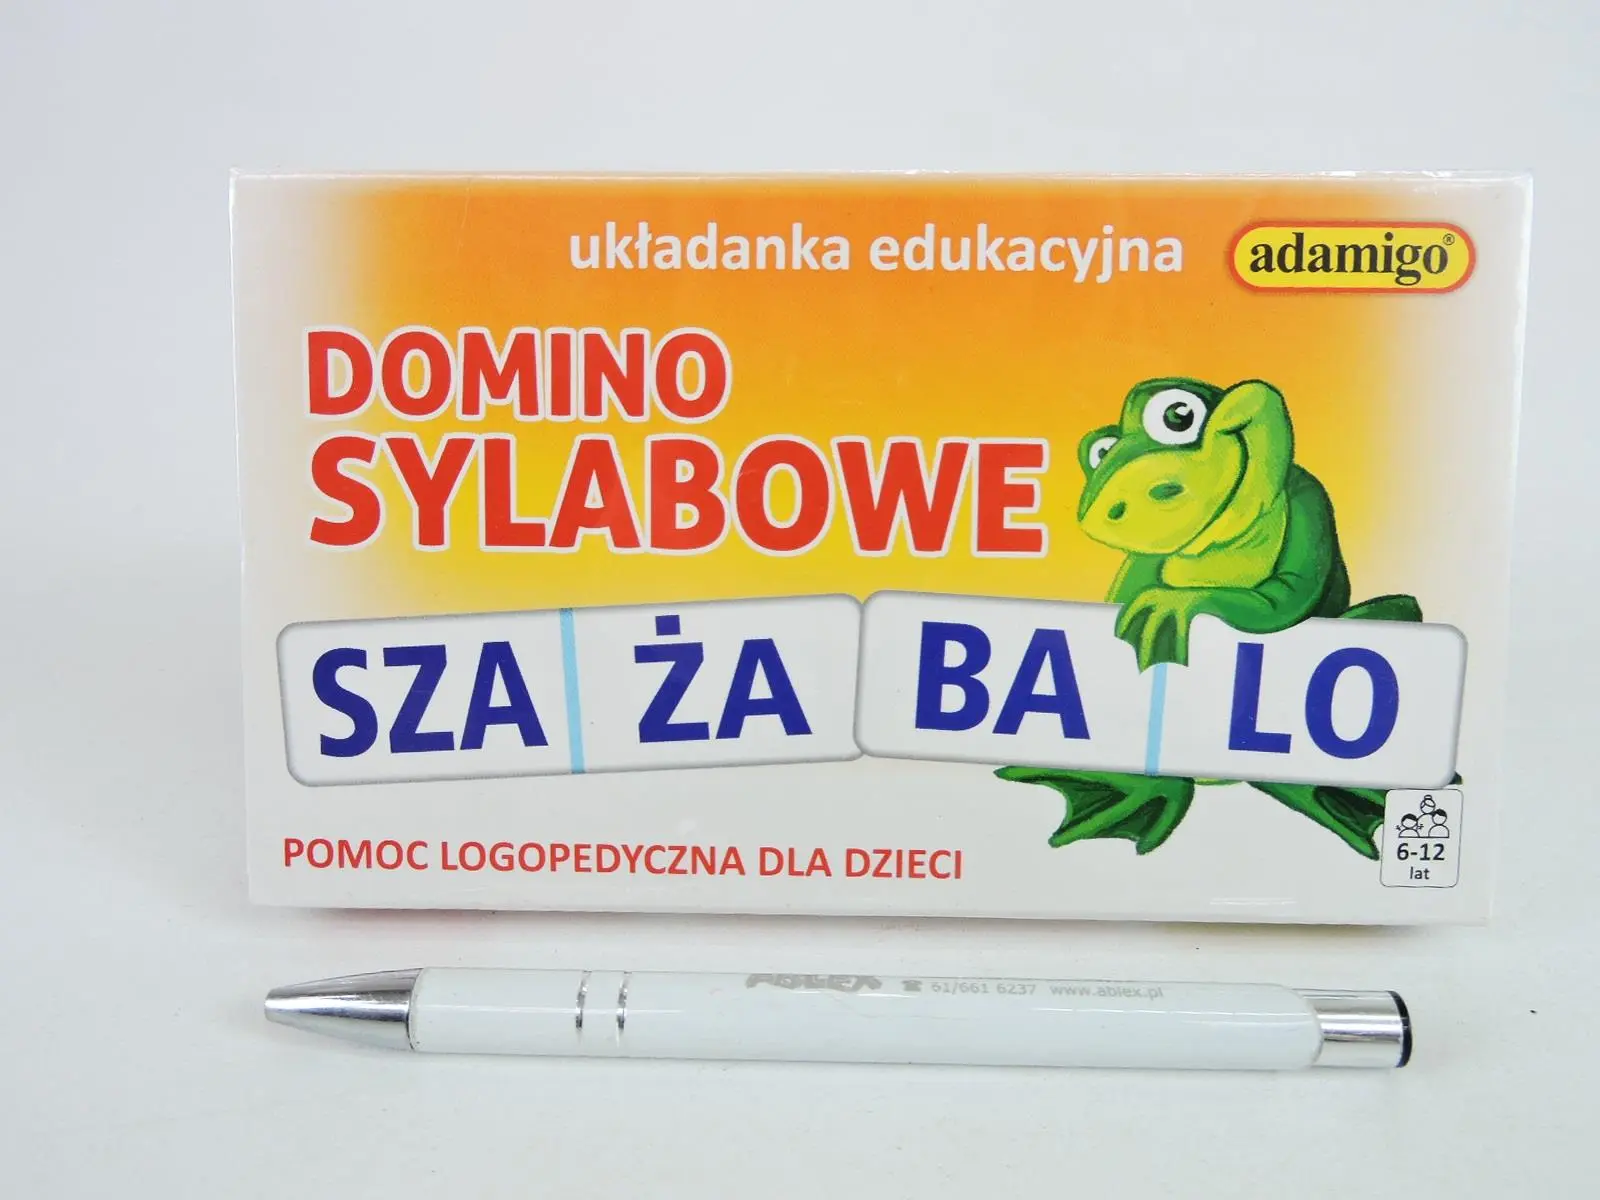 układanka edukacyjna
adamigo®
DOMINO
SYLABOWE
SZA ŻA BA LO
POMOC LOGOPEDYCZNA DLA DZIECI
6-12
lat
ABLEX ☎ 61/661 6237 www.ablex.pl